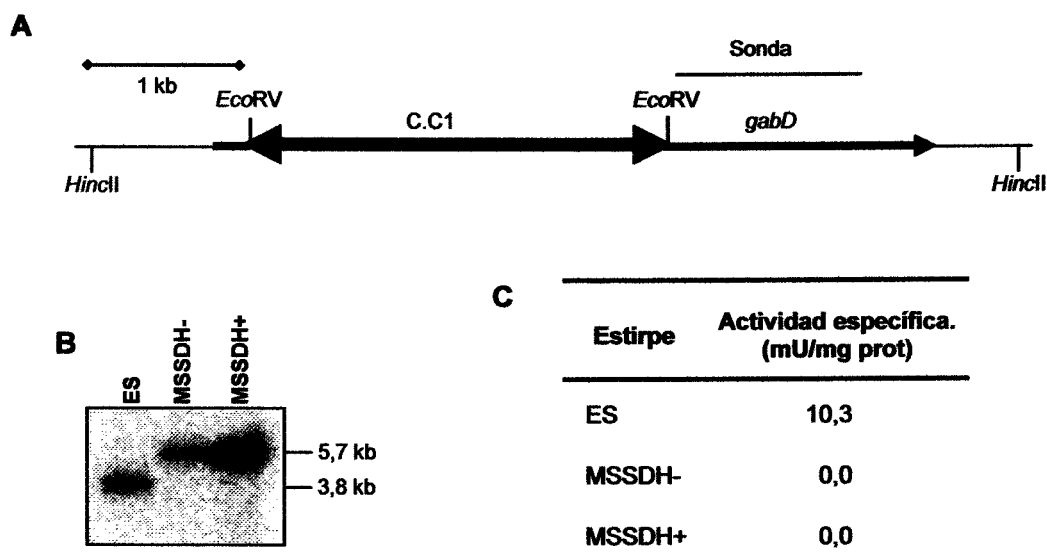 A
Sonda
1 kb
EcoRV
C.C1
EcoRV
gabD
HincII
HincII
B
ES
MSSDH-
MSSDH+
5,7 kb
3,8 kb
C
Estirpe
Actividad específica.
(mU/mg prot)
ES 10,3
MSSDH- 0,0
MSSDH+ 0,0